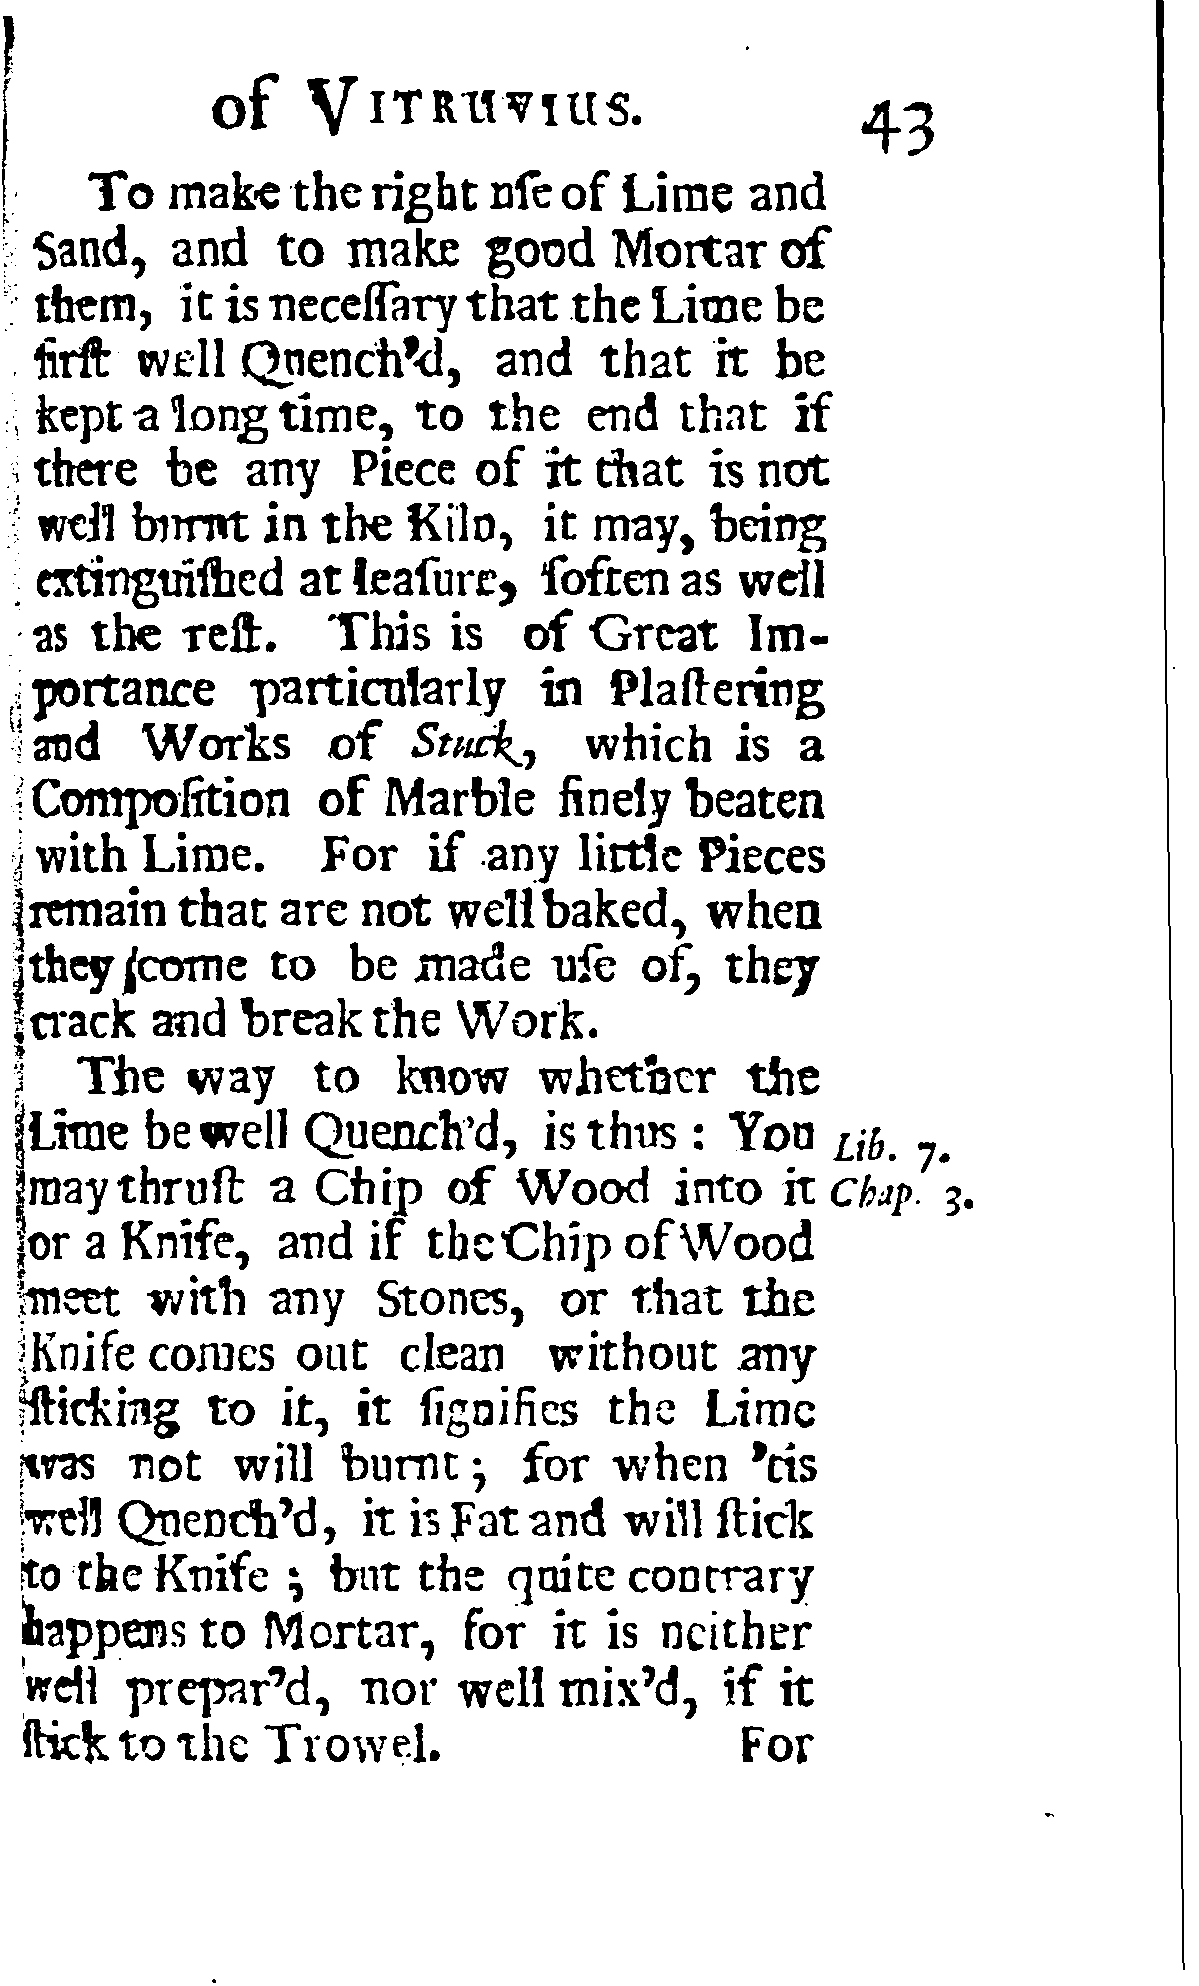 of VITRUVIUS. 43
To make the right uſe of Lime and
Sand, and to make good Mortar of
them, it is neceſſary that the Lime be
firſt well Quench'd, and that it be
kept a long time, to the end that if
there be any Piece of it that is not
well burnt in the Kiln, it may, being
extinguiſhed at leaſure, ſoften as well
as the reſt. This is of Great Im-
portance particularly in Plaſtering
and Works of Stuck, which is a
Compoſition of Marble finely beaten
with Lime. For if any little Pieces
remain that are not well baked, when
they come to be made uſe of, they
crack and break the Work.
The way to know whether the
Lime be well Quench'd, is thus : You Lib. 7.
may thruſt a Chip of Wood into it Chap. 3.
or a Knife, and if the Chip of Wood
meet with any Stones, or that the
Knife comes out clean without any
ſticking to it, it ſignifies the Lime
was not will burnt ; for when 'tis
well Quench'd, it is Fat and will ſtick
to the Knife ; but the quite contrary
happens to Mortar, for it is neither
well prepar'd, nor well mix'd, if it
ſtick to the Trowel. For